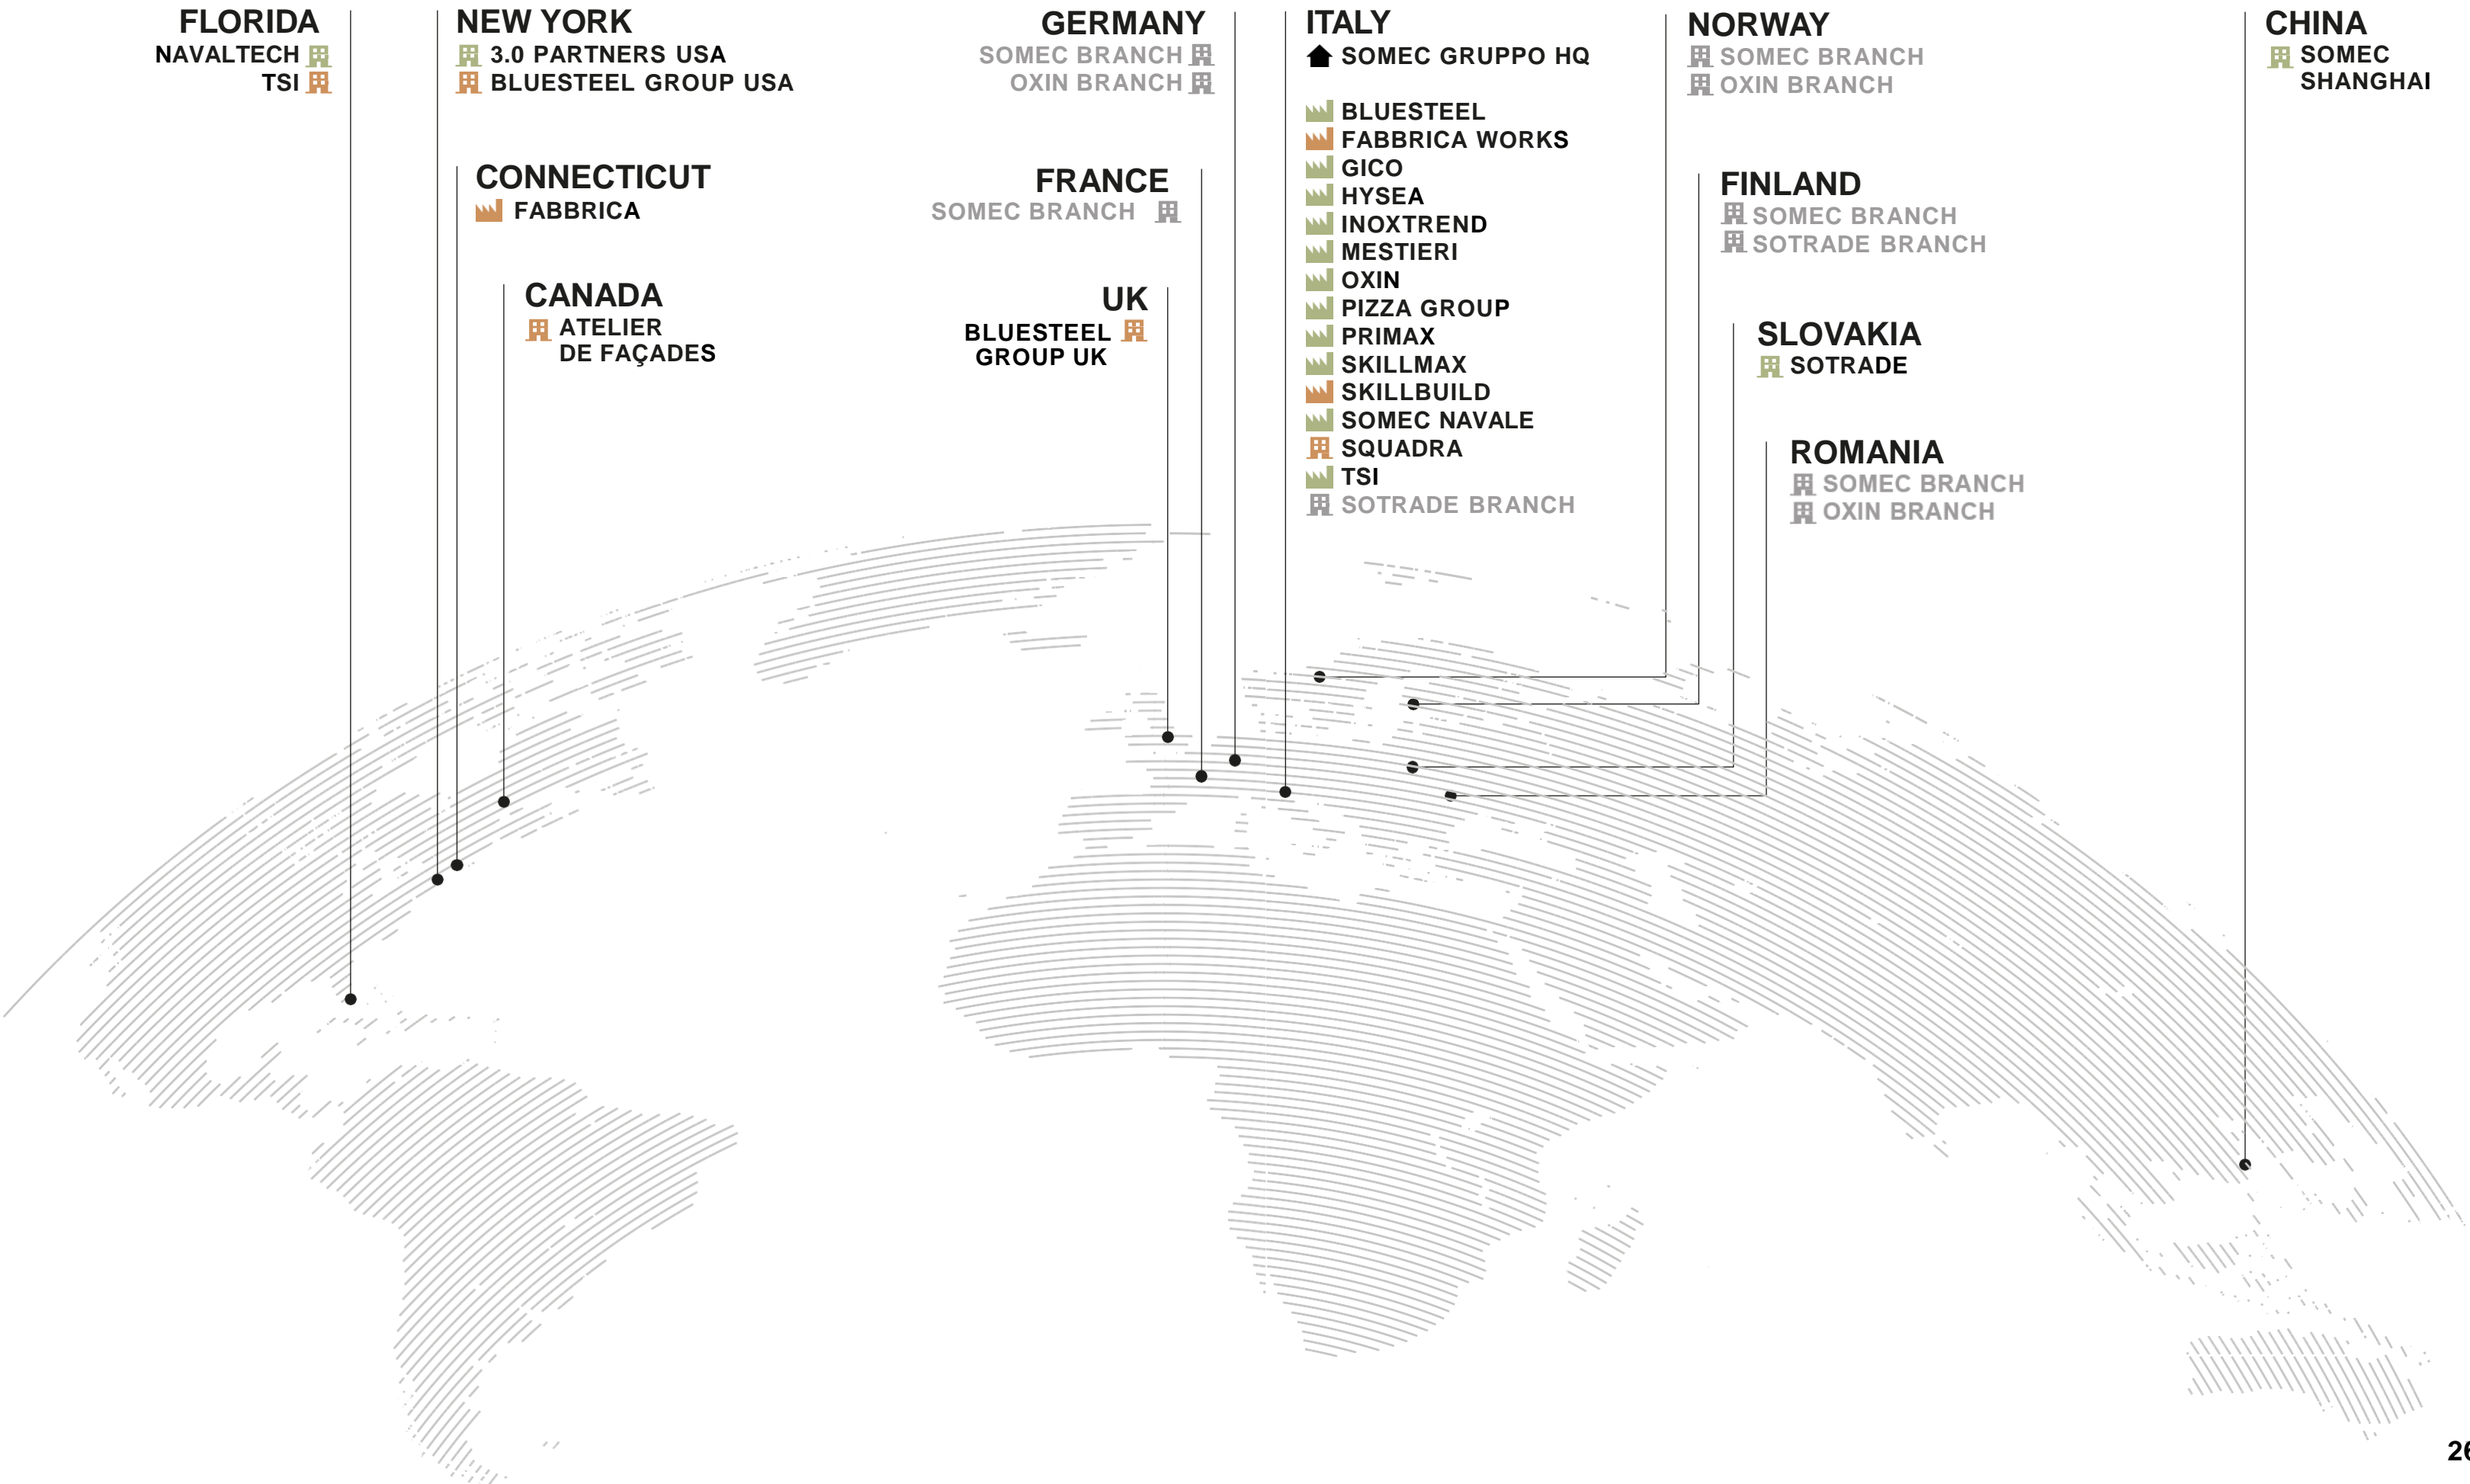 FLORIDA
NAVALTECH
TSI
NEW YORK
3.0 PARTNERS USA
BLUESTEEL GROUP USA
CONNECTICUT
FABBRICA
CANADA
ATELIER
DE FAÇADES
GERMANY
SOMEC BRANCH
OXIN BRANCH
FRANCE
SOMEC BRANCH
UK
BLUESTEEL
GROUP UK
ITALY
SOMEC GRUPPO HQ
BLUESTEEL
FABBRICA WORKS
GICO
HYSEA
INOXTREND
MESTIERI
OXIN
PIZZA GROUP
PRIMAX
SKILLMAX
SKILLBUILD
SOMEC NAVALE
SQUADRA
TSI
SOTRADE BRANCH
NORWAY
SOMEC BRANCH
OXIN BRANCH
FINLAND
SOMEC BRANCH
SOTRADE BRANCH
SLOVAKIA
SOTRADE
ROMANIA
SOMEC BRANCH
OXIN BRANCH
CHINA
SOMEC
SHANGHAI
26